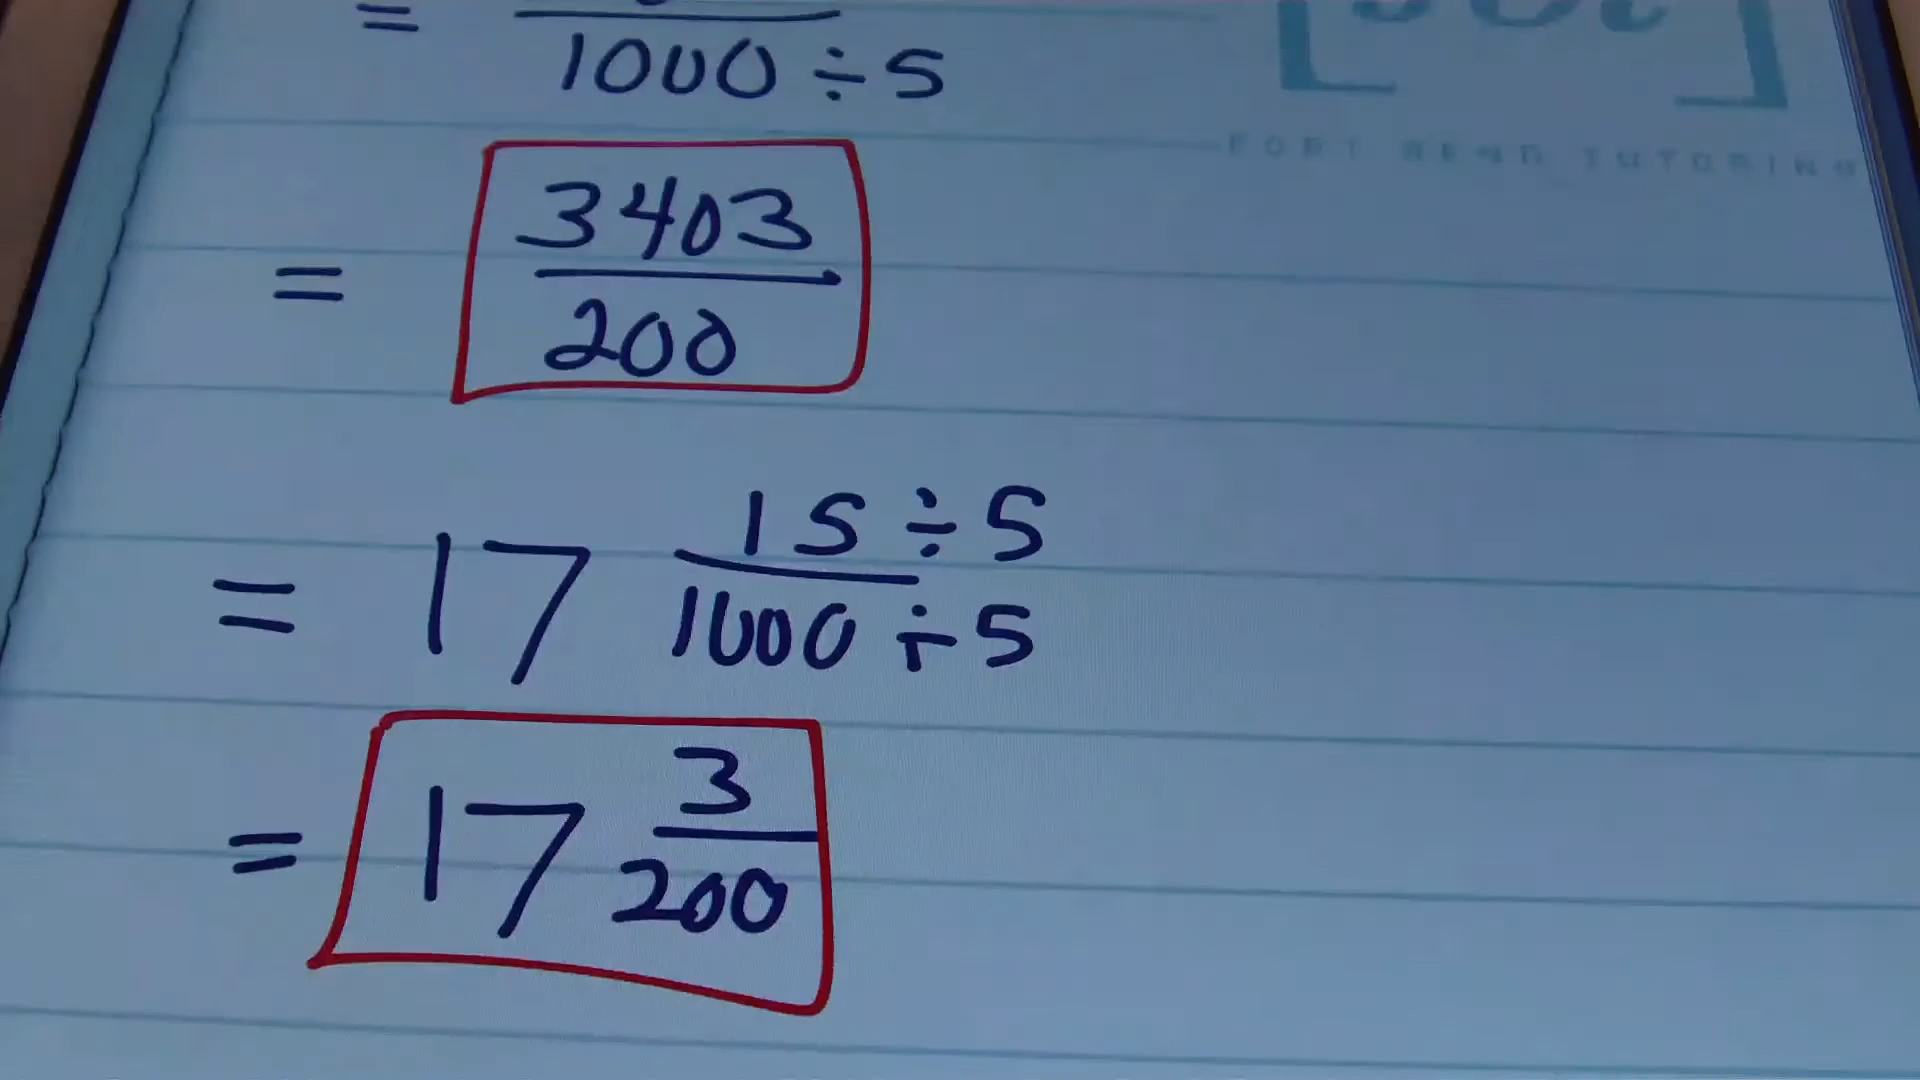 =
1000 ÷ 5
= 3403
200
= 17 15 ÷ 5
1000 ÷ 5
= 17 3
200
FORT BEND TUTORING